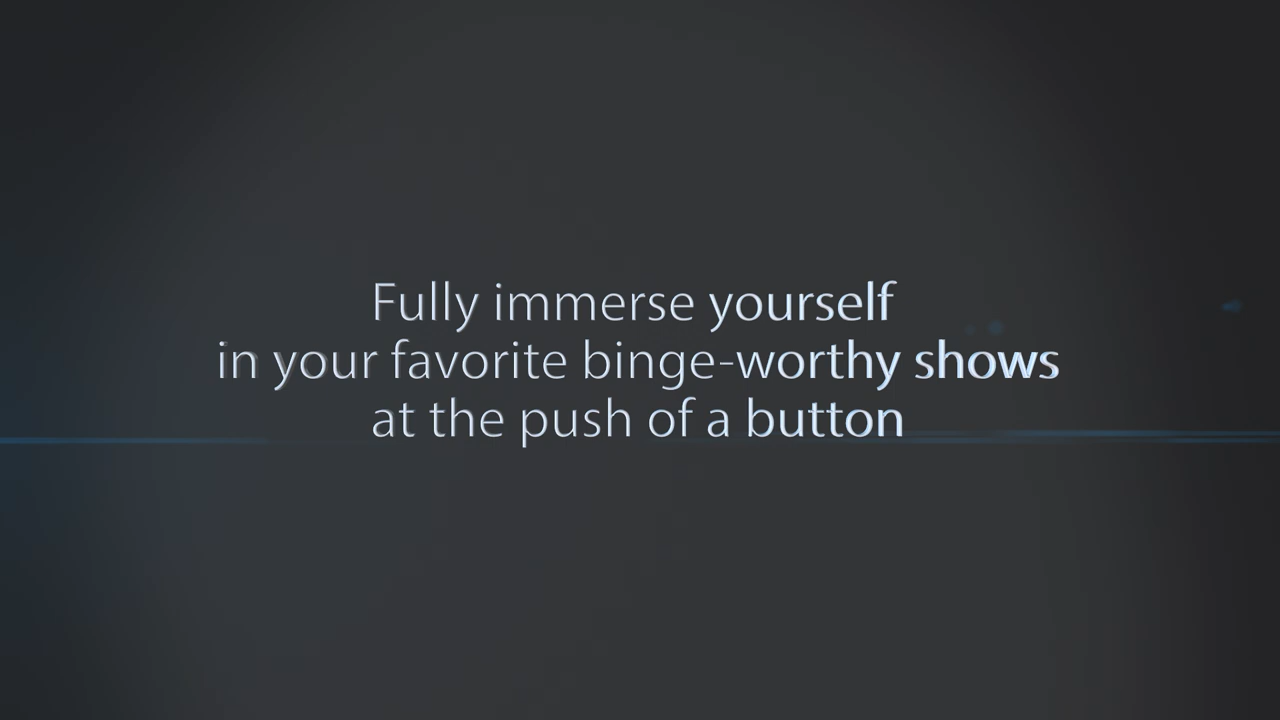 Fully immerse yourself
in your favorite binge-worthy shows
at the push of a button